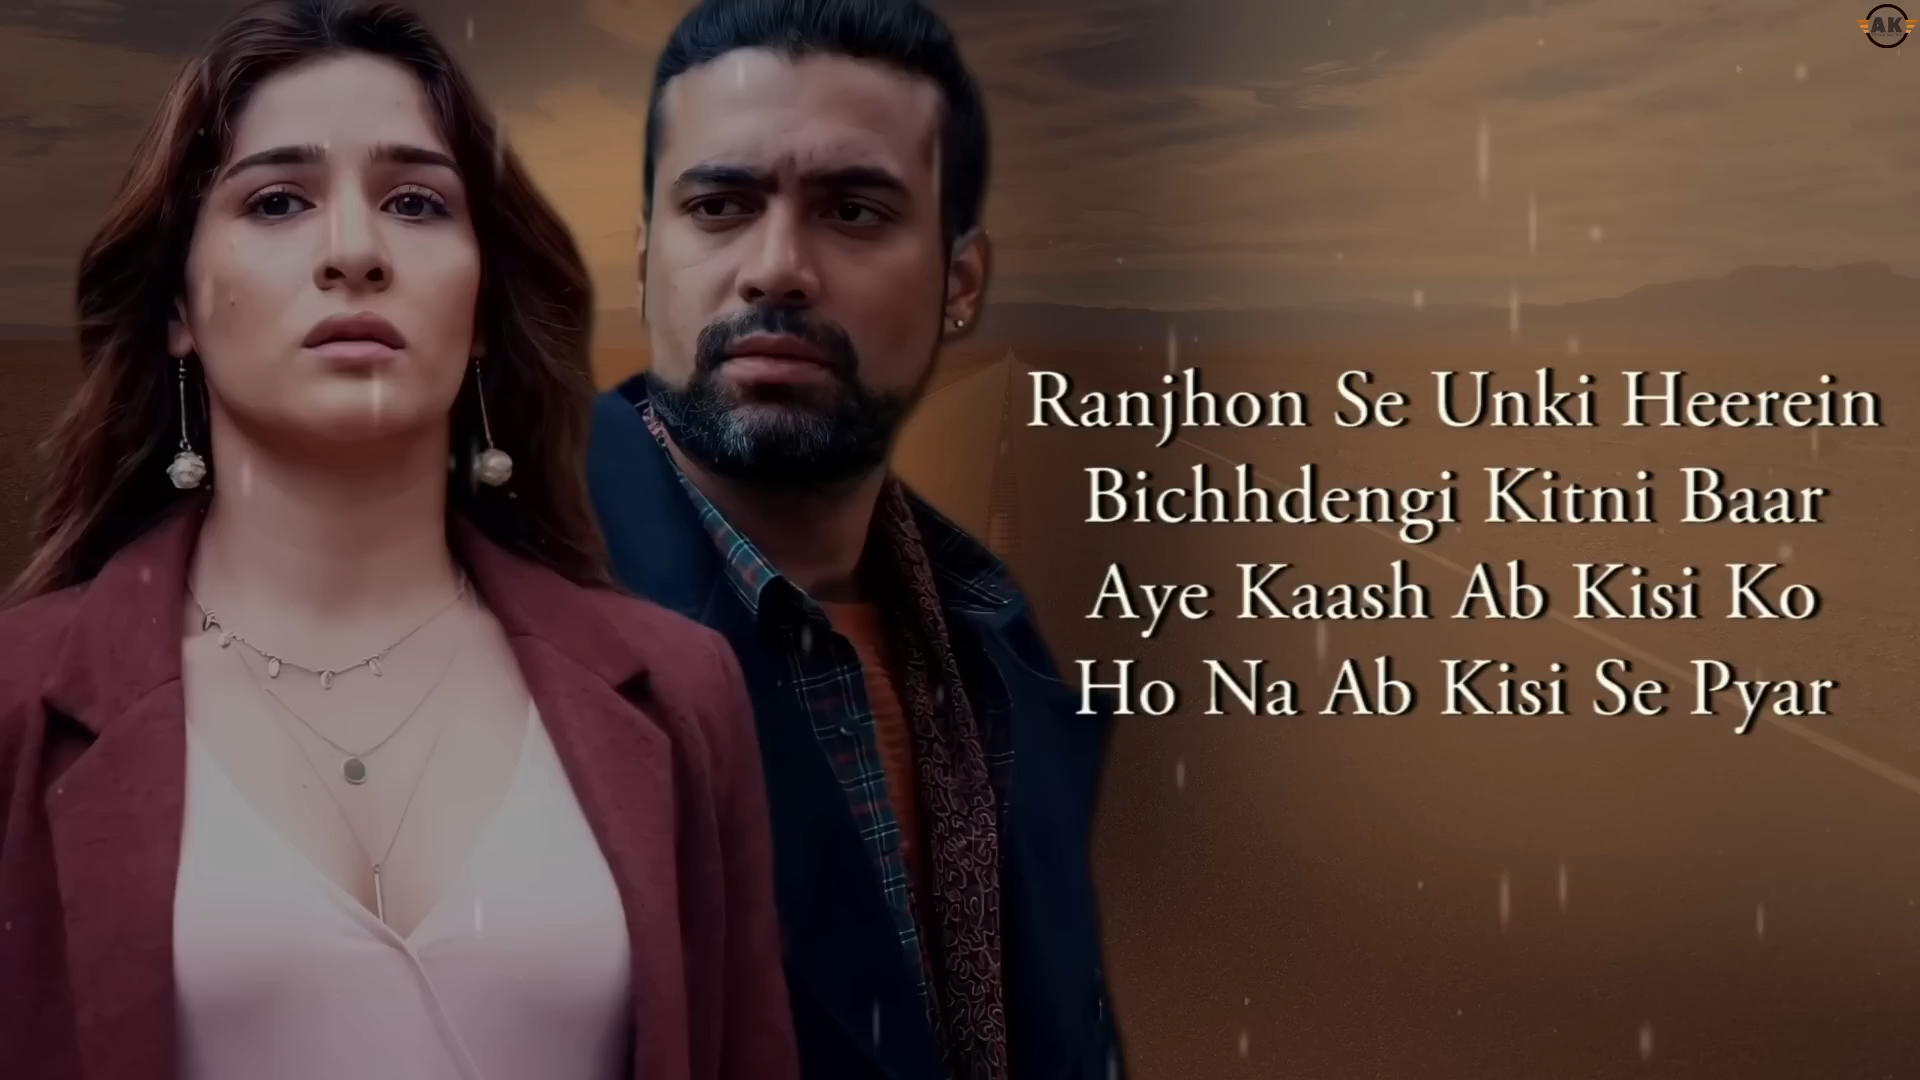 AK
Ranjhon Se Unki Heerein
Bichhdengi Kitni Baar
Aye Kaash Ab Kisi Ko
Ho Na Ab Kisi Se Pyar